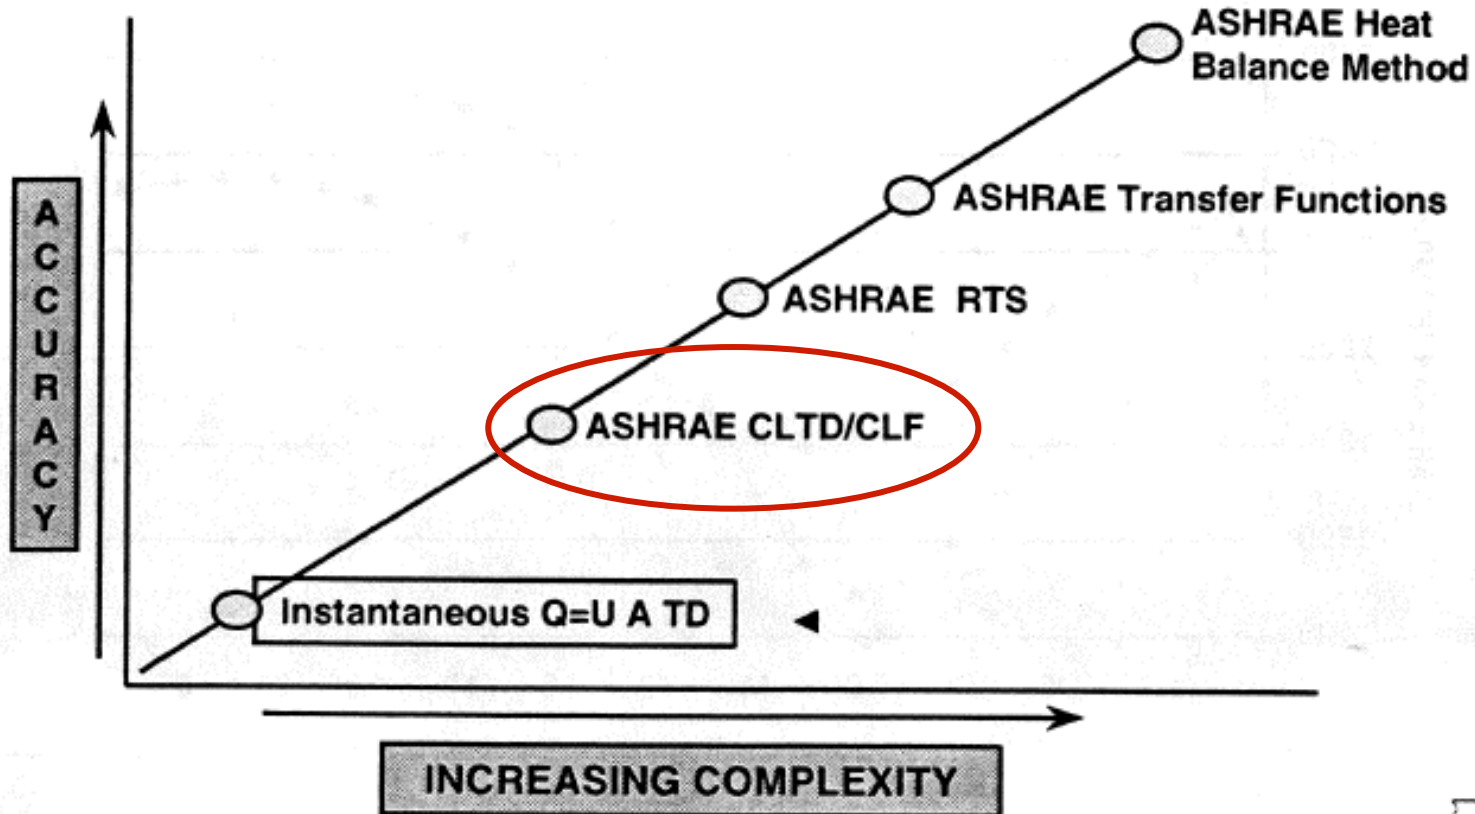 ASHRAE Heat
Balance Method
ASHRAE Transfer Functions
ASHRAE RTS
ASHRAE CLTD/CLF
Instantaneous Q=U A TD
ACCURACY
INCREASING COMPLEXITY